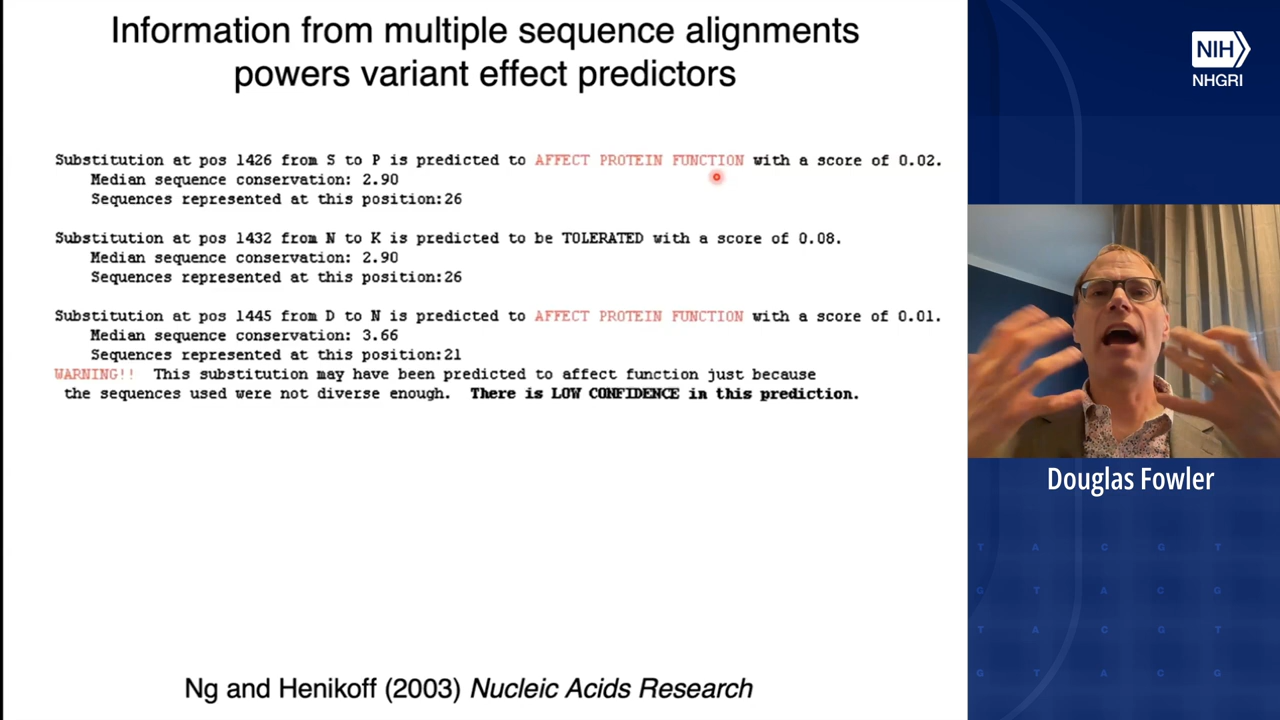 Information from multiple sequence alignments
powers variant effect predictors
Substitution at pos 1426 from S to P is predicted to AFFECT PROTEIN FUNCTION with a score of 0.02.
Median sequence conservation: 2.90
Sequences represented at this position:26
Substitution at pos 1432 from N to K is predicted to be TOLERATED with a score of 0.08.
Median sequence conservation: 2.90
Sequences represented at this position:26
Substitution at pos 1445 from D to N is predicted to AFFECT PROTEIN FUNCTION with a score of 0.01.
Median sequence conservation: 3.66
Sequences represented at this position:21
WARNING!! This substitution may have been predicted to affect function just because
the sequences used were not diverse enough. There is LOW CONFIDENCE in this prediction.
Ng and Henikoff (2003) Nucleic Acids Research
NIH
NHGRI
Douglas Fowler
T A C G T
G T A C G
T A C G T
G T A C G